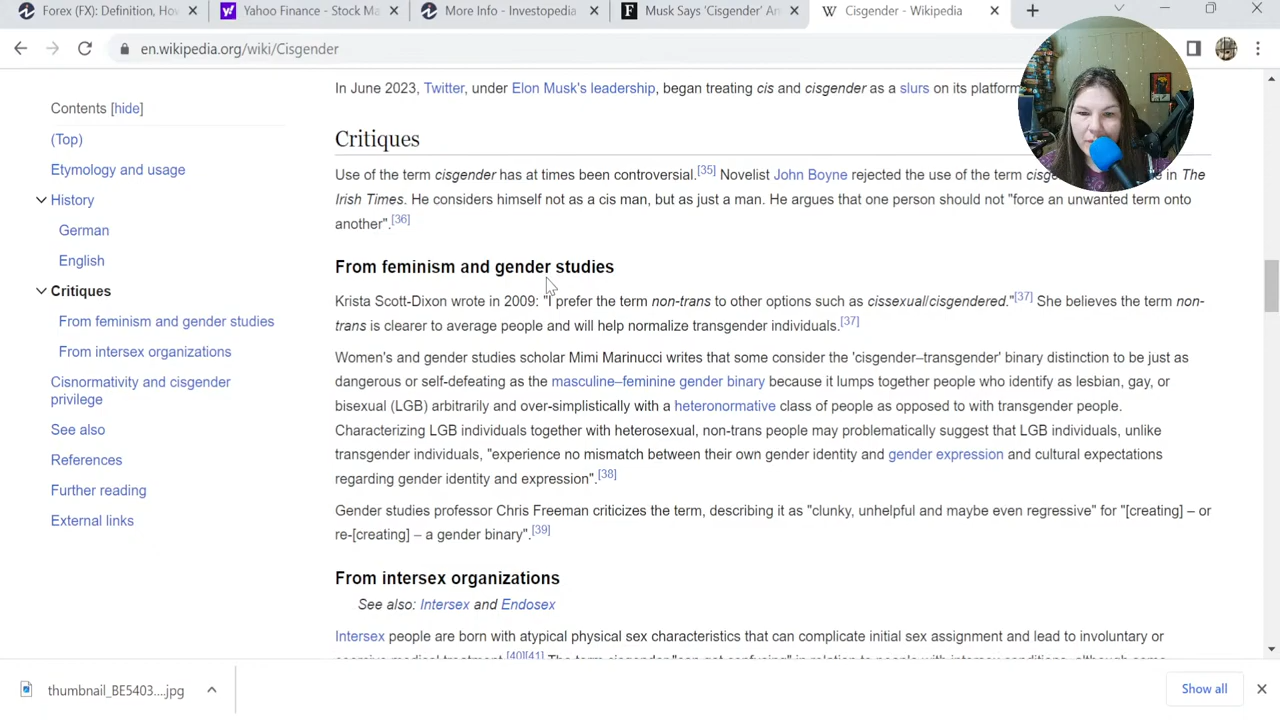 Forex (FX): Definition, Hov
Yahoo Finance - Stock Ma
More Info - Investopedia
Musk Says 'Cisgender' An
Cisgender - Wikipedia
en.wikipedia.org/wiki/Cisgender
Contents [hide]
(Top)
Etymology and usage
History
German
English
Critiques
From feminism and gender studies
From intersex organizations
Cisnormativity and cisgender
privilege
See also
References
Further reading
External links
In June 2023, Twitter, under Elon Musk's leadership, began treating cis and cisgender as a slurs on its platform
Critiques
Use of the term cisgender has at times been controversial.[35] Novelist John Boyne rejected the use of the term in The
Irish Times. He considers himself not as a cis man, but as just a man. He argues that one person should not "force an unwanted term onto
another".[36]
From feminism and gender studies
Krista Scott-Dixon wrote in 2009: "I prefer the term non-trans to other options such as cissexual/cisgendered."[37] She believes the term non-
trans is clearer to average people and will help normalize transgender individuals.[37]
Women's and gender studies scholar Mimi Marinucci writes that some consider the 'cisgender–transgender' binary distinction to be just as
dangerous or self-defeating as the masculine–feminine gender binary because it lumps together people who identify as lesbian, gay, or
bisexual (LGB) arbitrarily and over-simplistically with a heteronormative class of people as opposed to with transgender people.
Characterizing LGB individuals together with heterosexual, non-trans people may problematically suggest that LGB individuals, unlike
transgender individuals, "experience no mismatch between their own gender identity and gender expression and cultural expectations
regarding gender identity and expression".[38]
Gender studies professor Chris Freeman criticizes the term, describing it as "clunky, unhelpful and maybe even regressive" for "[creating] – or
re-[creating] – a gender binary".[39]
From intersex organizations
See also: Intersex and Endosex
Intersex people are born with atypical physical sex characteristics that can complicate initial sex assignment and lead to involuntary or
thumbnail_BE5403....jpg
Show all